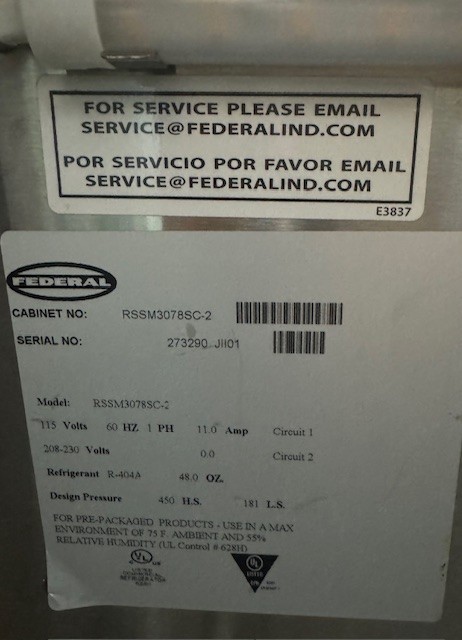 FOR SERVICE PLEASE EMAIL
SERVICE@FEDERALIND.COM
POR SERVICIO POR FAVOR EMAIL
SERVICE@FEDERALIND.COM
E3837
FEDERAL
CABINET NO: RSSM3078SC-2
SERIAL NO: 273290 JII01
Model: RSSM3078SC-2
115 Volts 60 HZ 1 PH 11.0 Amp Circuit 1
208-230 Volts 0.0 Circuit 2
Refrigerant R-404A 48.0 OZ.
Design Pressure 450 H.S. 181 L.S.
FOR PRE-PACKAGED PRODUCTS - USE IN A MAX
ENVIRONMENT OF 75 F. AMBIENT AND 55%
RELATIVE HUMIDITY (UL Control # 628H)
UL
UL
LISTED